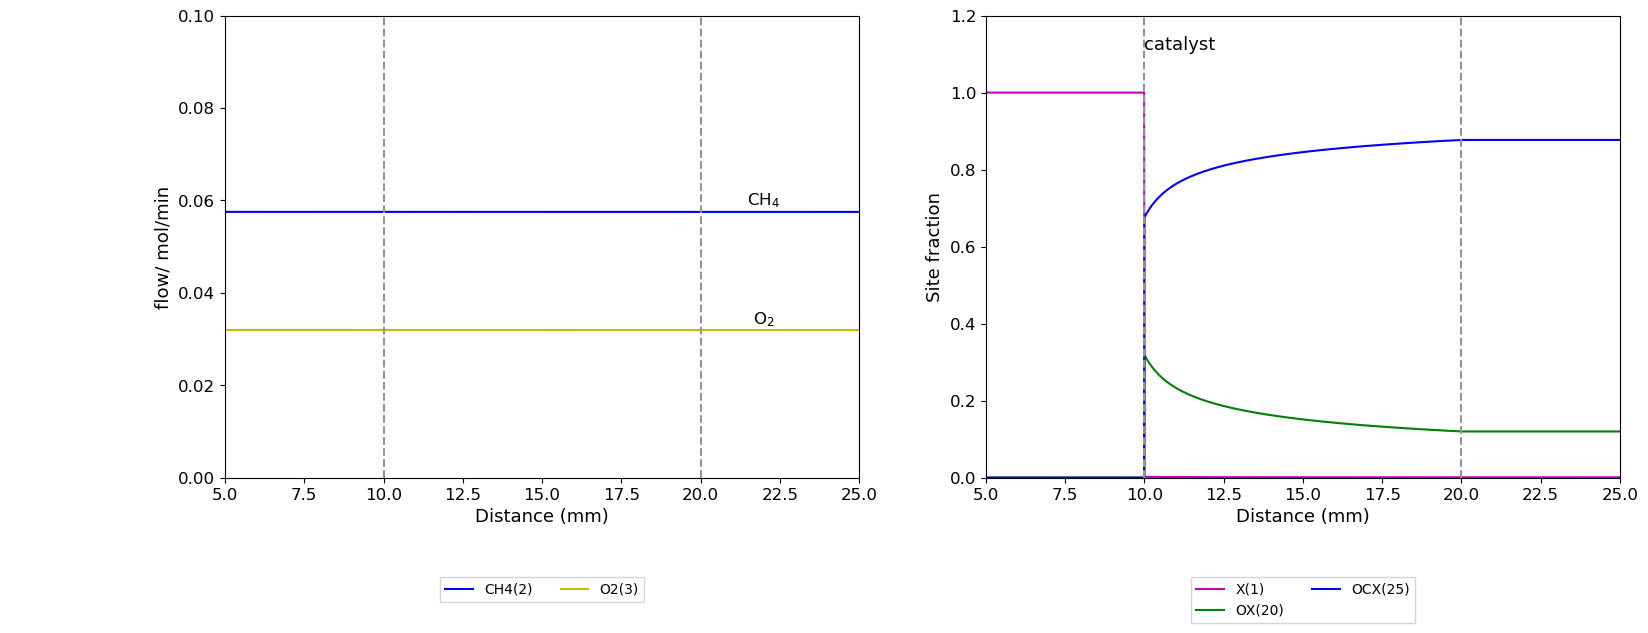 0.10
0.08
0.06
0.04
0.02
0.00
flow/ mol/min
CH₄
O₂
5.0 7.5 10.0 12.5 15.0 17.5 20.0 22.5 25.0
Distance (mm)
CH4(2) O2(3)
1.2
1.0
0.8
0.6
0.4
0.2
0.0
Site fraction
catalyst
5.0 7.5 10.0 12.5 15.0 17.5 20.0 22.5 25.0
Distance (mm)
X(1) OCX(25)
OX(20)